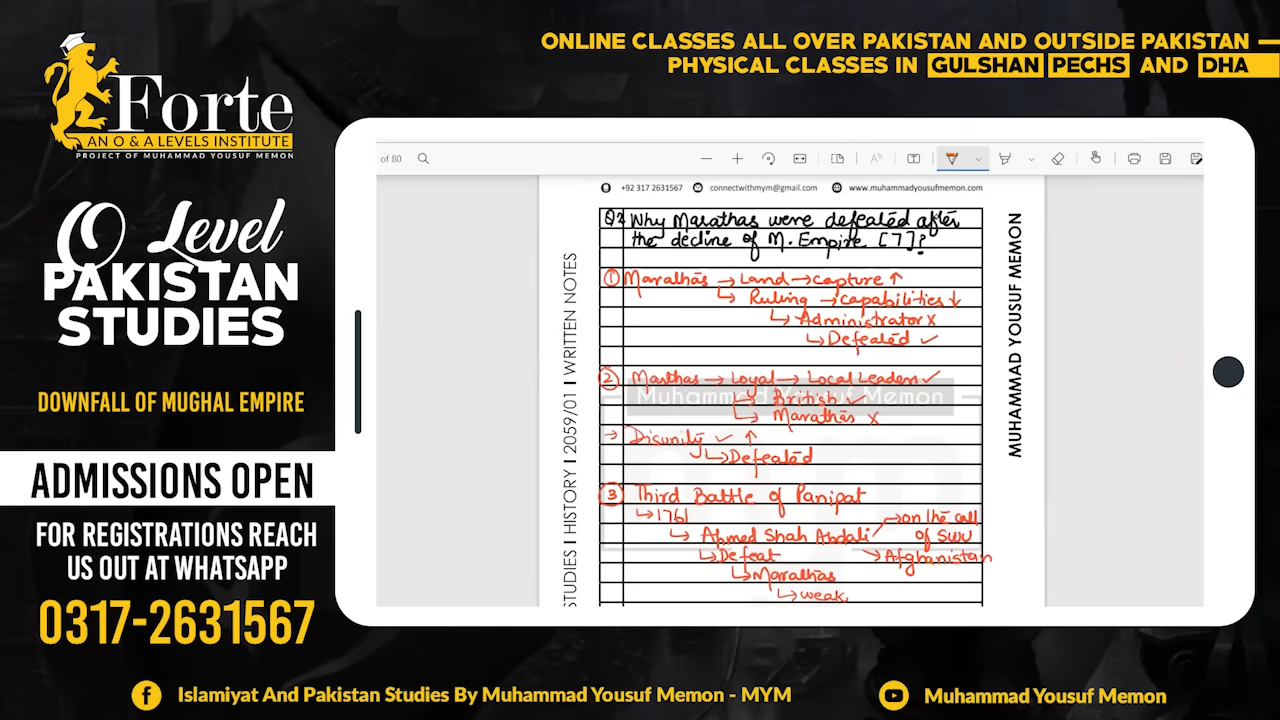 Forte
AN O & A LEVELS INSTITUTE
PROJECT OF MUHAMMAD YOUSUF MEMON
O Level
PAKISTAN
STUDIES
DOWNFALL OF MUGHAL EMPIRE
ADMISSIONS OPEN
FOR REGISTRATIONS REACH
US OUT AT WHATSAPP
0317-2631567
ONLINE CLASSES ALL OVER PAKISTAN AND OUTSIDE PAKISTAN
PHYSICAL CLASSES IN GULSHAN PECHS AND DHA
of 80
+92 317 2631567 connectwithmym@gmail.com www.muhammadyousufmemon.com
STUDIES I HISTORY I 2059/01 I WRITTEN NOTES
MUHAMMAD YOUSUF MEMON
Q2 Why Marathas were defeated after
the decline of M. Empire [7]?
① Marathas → Land → capture ↑
↳ Ruling → capabilities ↓
↳ Administrator x
↳ Defeated ✓
② Marthas → Loyal → Local Leaders ✓
↳ British ✓
↳ Marathas x
→ Disunity ✓ ↑
↳ Defeated
Muhammad Yousuf Memon
③ Third Battle of Panipat
↳ 1761
↳ Ahmed Shah Abdali → on the call
of SWU
↳ Defeat → Afghanistan
↳ Marathas
↳ weak.
Islamiyat And Pakistan Studies By Muhammad Yousuf Memon - MYM
Muhammad Yousuf Memon